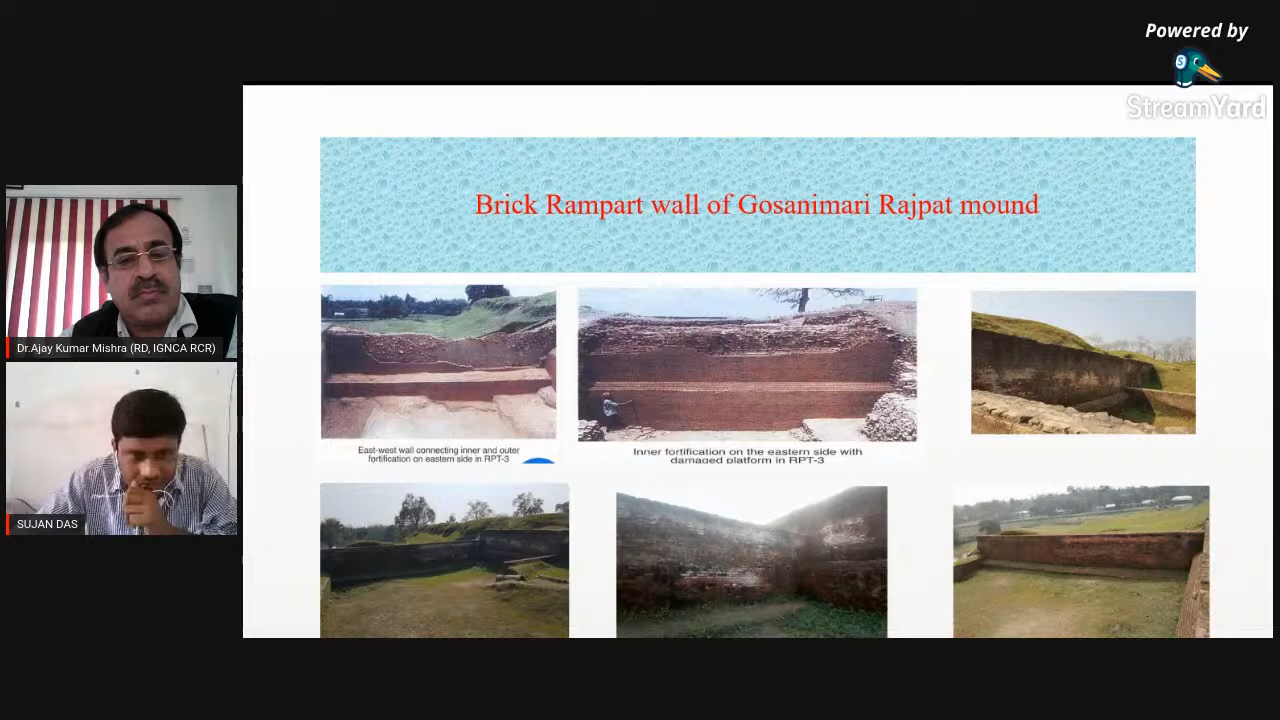 Powered by
StreamYard
Brick Rampart wall of Gosanimari Rajpat mound
Dr.Ajay Kumar Mishra (RD, IGNCA RCR)
East-west wall connecting inner and outer
fortification on eastern side in RPT-3
Inner fortification on the eastern side with
damaged platform in RPT-3
SUJAN DAS